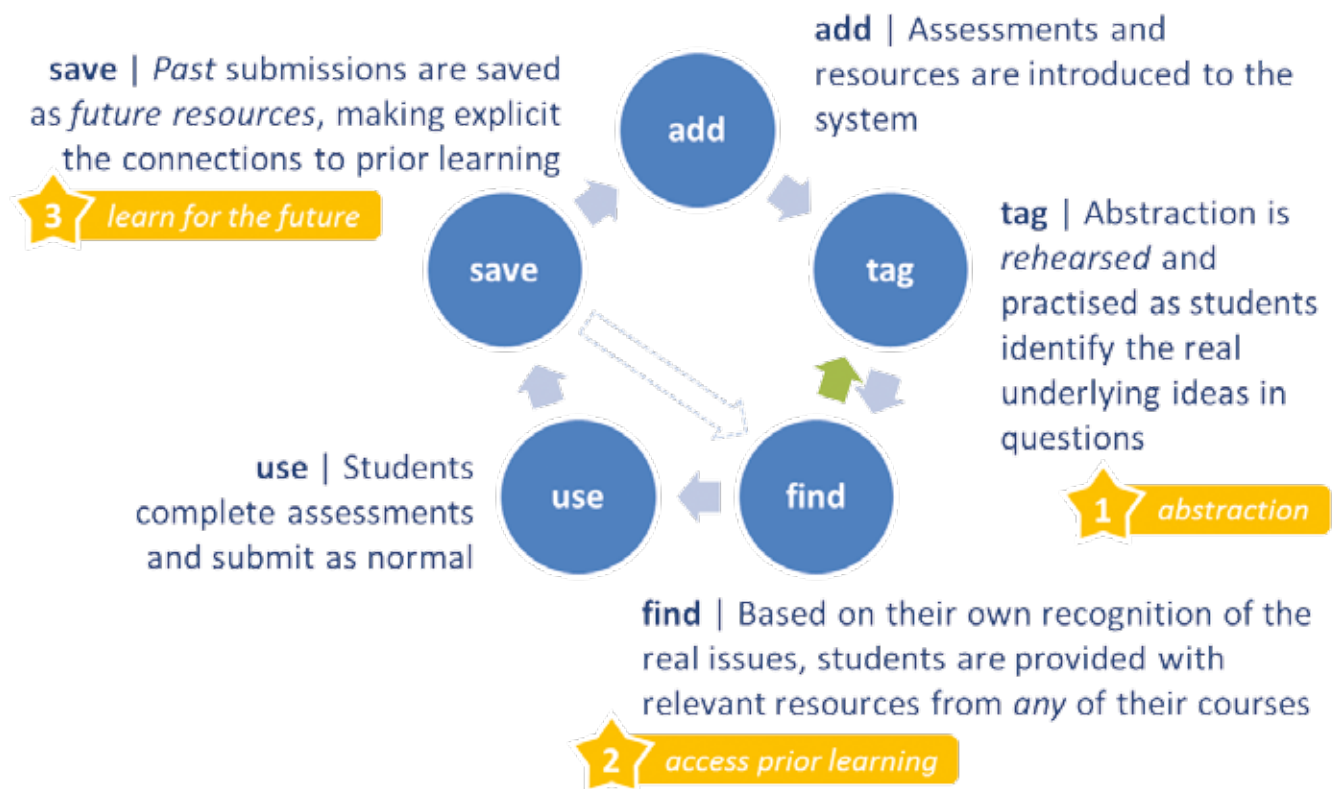 add | Assessments and
resources are introduced to the
system
save | Past submissions are saved
as future resources, making explicit
the connections to prior learning
3 learn for the future
add
tag
save
use
find
tag | Abstraction is
rehearsed and
practised as students
identify the real
underlying ideas in
questions
1 abstraction
use | Students
complete assessments
and submit as normal
find | Based on their own recognition of the
real issues, students are provided with
relevant resources from any of their courses
2 access prior learning